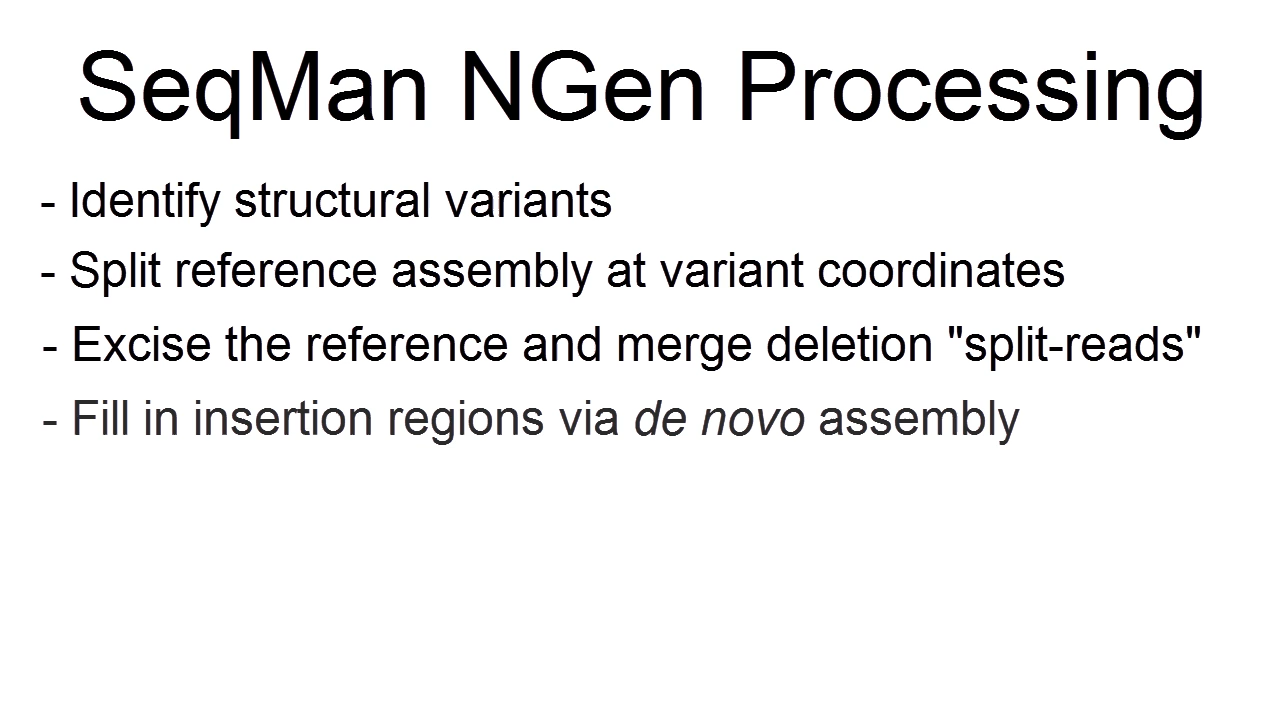 SeqMan NGen Processing
- Identify structural variants
- Split reference assembly at variant coordinates
- Excise the reference and merge deletion "split-reads"
- Fill in insertion regions via de novo assembly